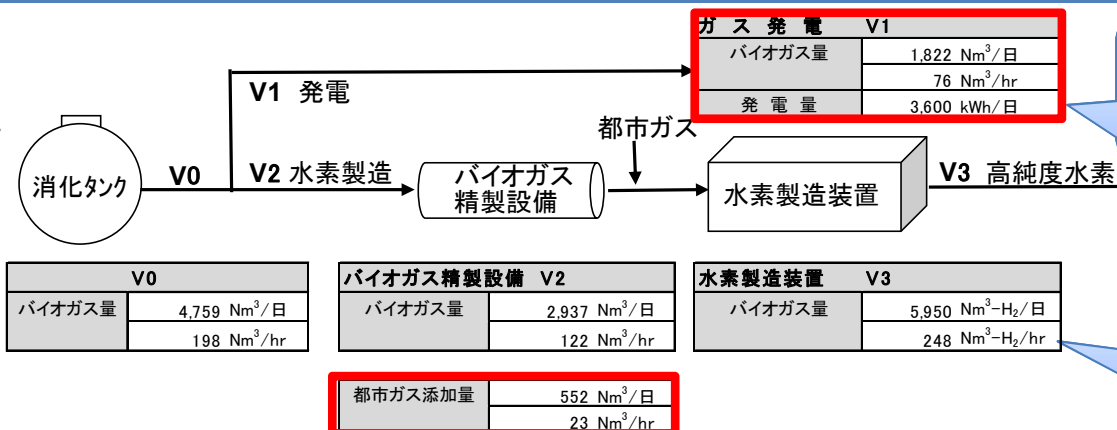 ガス発電 V1
バイオガス量 1,822 Nm³/日
76 Nm³/hr
発電量 3,600 kWh/日
V1 発電
都市ガス
消化タンク
V0
V2 水素製造
バイオガス
精製設備
水素製造装置
V3 高純度水素
V0
バイオガス量 4,759 Nm³/日
198 Nm³/hr
バイオガス精製設備 V2
バイオガス量 2,937 Nm³/日
122 Nm³/hr
水素製造装置 V3
バイオガス量 5,950 Nm³-H₂/日
248 Nm³-H₂/hr
都市ガス添加量 552 Nm³/日
23 Nm³/hr